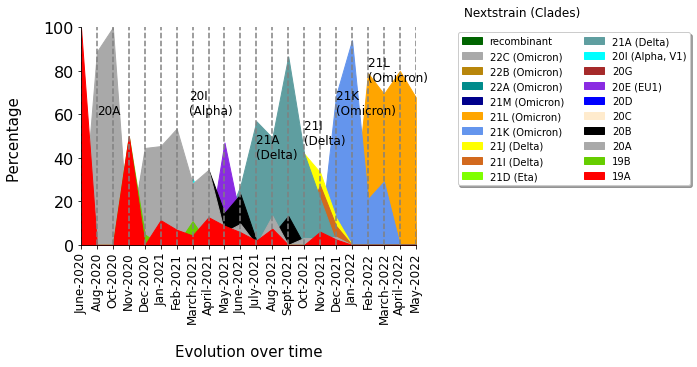 Nextstrain (Clades)
recombinant
22C (Omicron)
22B (Omicron)
22A (Omicron)
21M (Omicron)
21L (Omicron)
21K (Omicron)
21J (Delta)
21I (Delta)
21D (Eta)
21A (Delta)
20I (Alpha, V1)
20G
20E (EU1)
20D
20C
20B
20A
19B
19A
Percentage
100
80
60
40
20
0
20A
20I
(Alpha)
21A
(Delta)
21J
(Delta)
21K
(Omicron)
21L
(Omicron)
June-2020
Aug-2020
Oct-2020
Nov-2020
Dec-2020
Jan-2021
Feb-2021
March-2021
April-2021
May-2021
June-2021
July-2021
Aug-2021
Sept-2021
Oct-2021
Nov-2021
Dec-2021
Jan-2022
Feb-2022
March-2022
April-2022
May-2022
Evolution over time